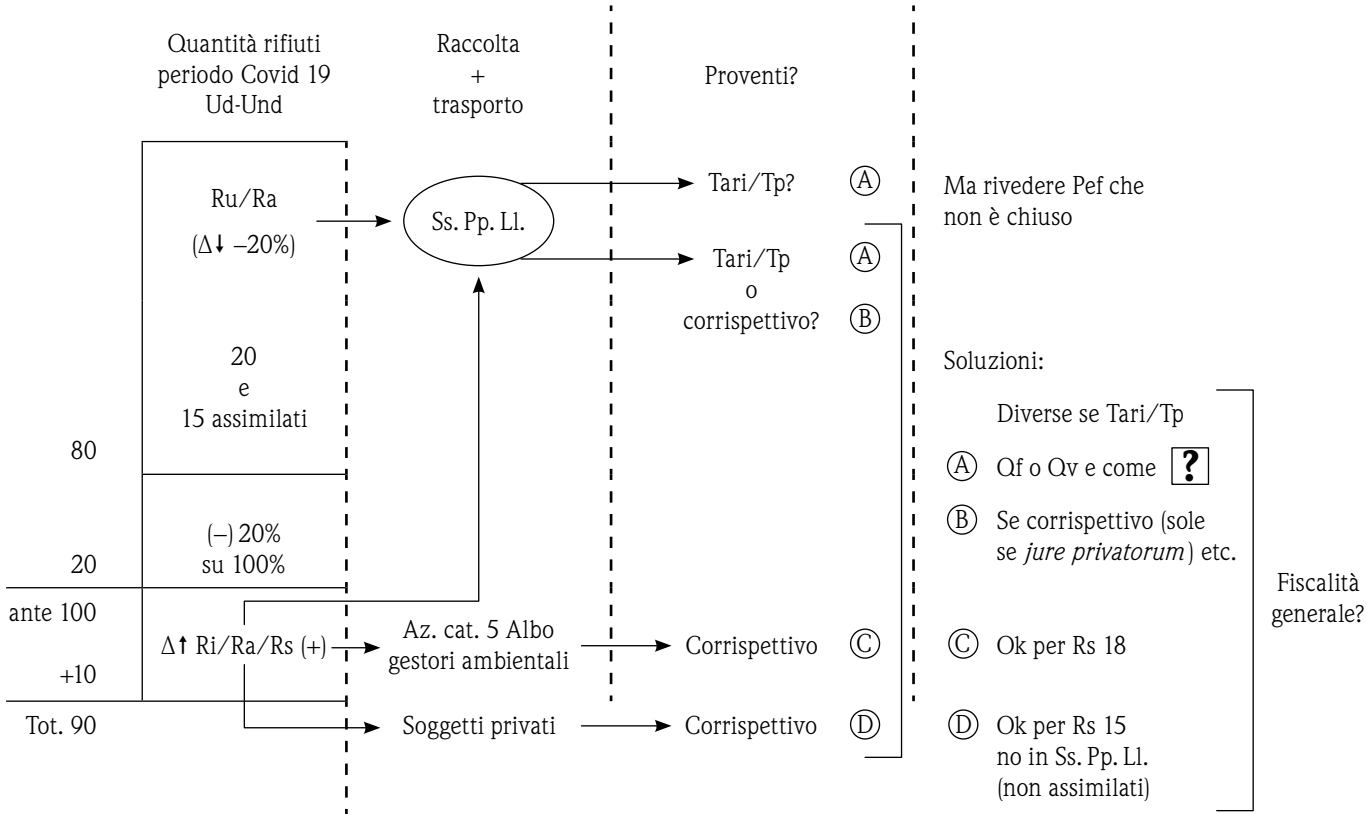 Quantità rifiuti
periodo Covid 19
Ud-Und
Raccolta
+
trasporto
Proventi?
Ru/Ra
(Δ↓ –20%)
Ss. Pp. Ll.
Tari/Tp? A
Ma rivedere Pef che
non è chiuso
Tari/Tp A
o
corrispettivo? B
20
e
15 assimilati
80
Soluzioni:
Diverse se Tari/Tp
A Qf o Qv e come ?
B Se corrispettivo (sole
se jure privatorum) etc.
(–) 20%
su 100%
20
ante 100
Δ↑ Ri/Ra/Rs (+)
+10
Tot. 90
Az. cat. 5 Albo
gestori ambientali
Corrispettivo C
C Ok per Rs 18
Soggetti privati
Corrispettivo D
D Ok per Rs 15
no in Ss. Pp. Ll.
(non assimilati)
Fiscalità
generale?